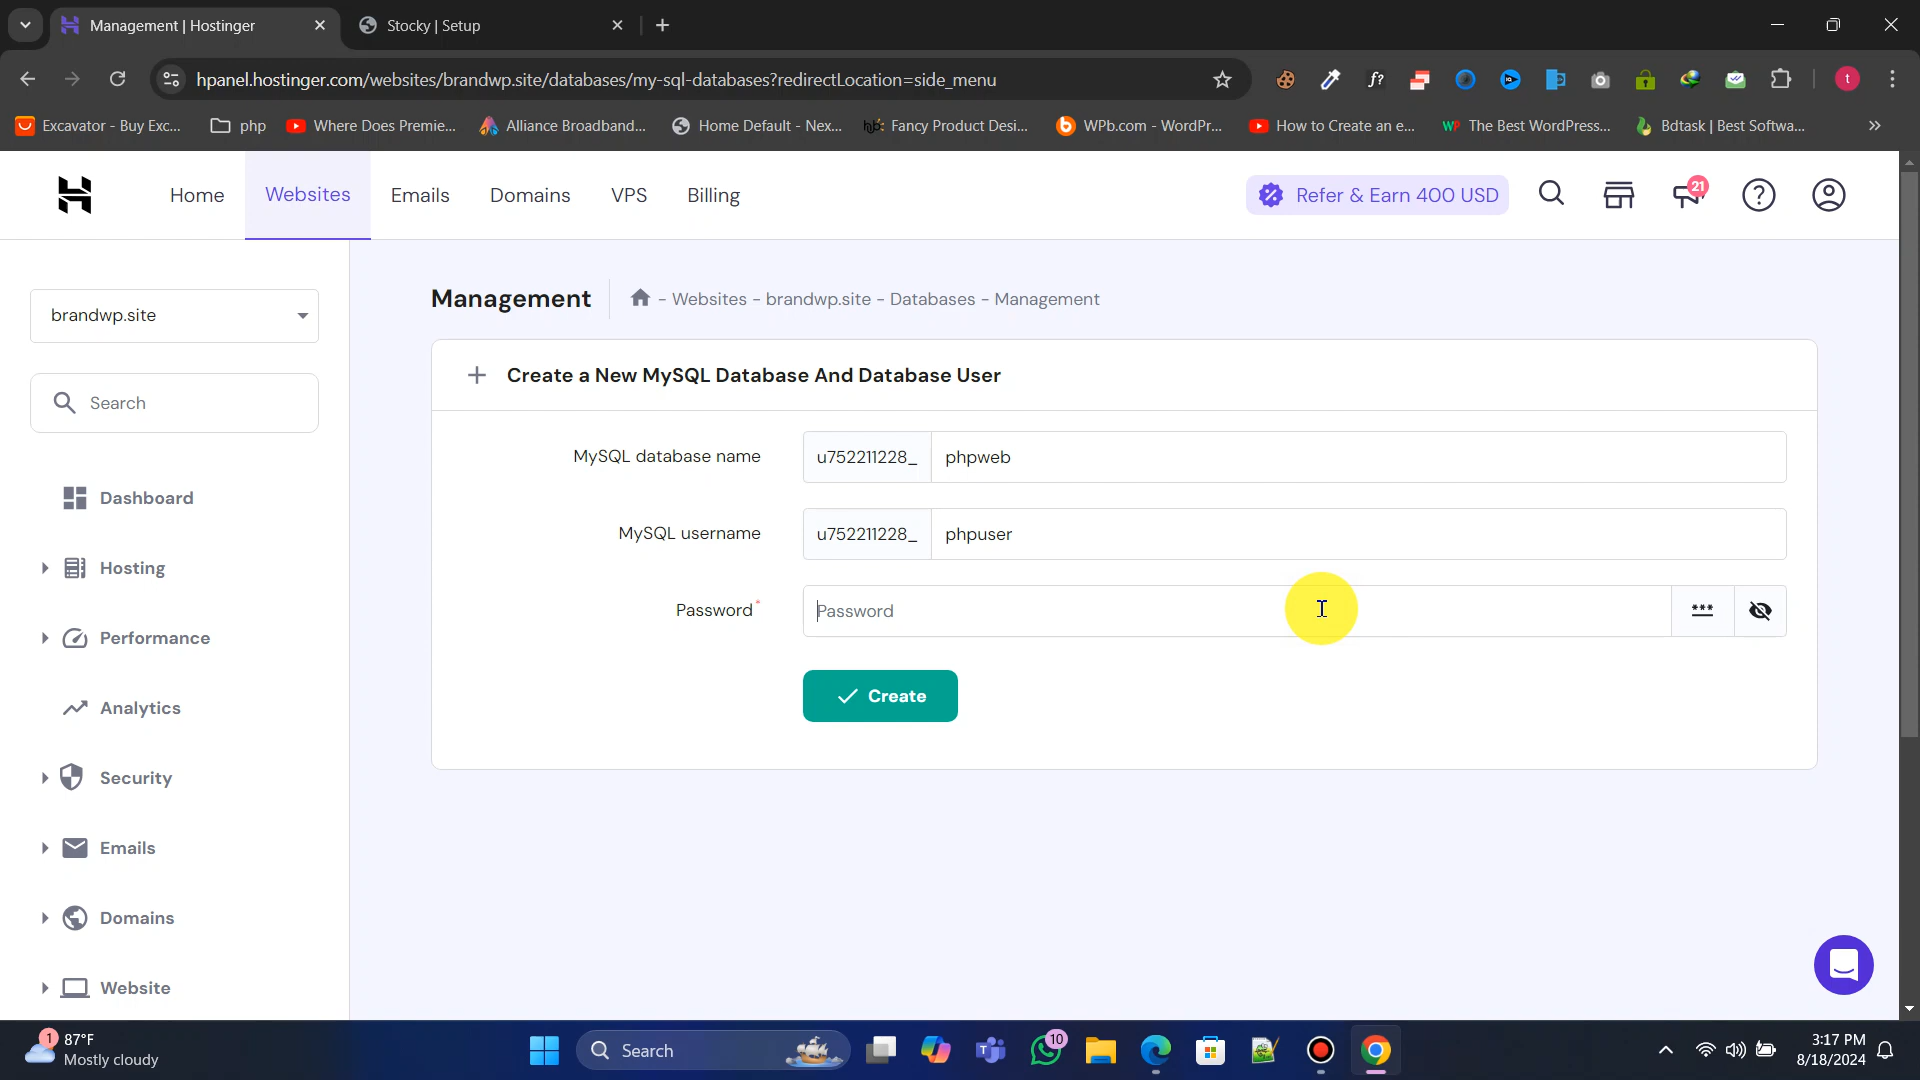 Management | Hostinger
Stocky | Setup
hpanel.hostinger.com/websites/brandwp.site/databases/my-sql-databases?redirectLocation=side_menu
t
Excavator - Buy Exc...
php
Where Does Premie...
Alliance Broadband...
Home Default - Nex...
Fancy Product Desi...
WPb.com - WordPr...
How to Create an e...
The Best WordPress...
Bdtask | Best Softwa...
Home
Websites
Emails
Domains
VPS
Billing
Refer & Earn 400 USD
21
brandwp.site
Search
Dashboard
Hosting
Performance
Analytics
Security
Emails
Domains
Website
Management
- Websites - brandwp.site - Databases - Management
Create a New MySQL Database And Database User
MySQL database name
u752211228_
phpweb
MySQL username
u752211228_
phpuser
Password*
Password
***
Create
1
87°F
Mostly cloudy
Search
10
3:17 PM
8/18/2024